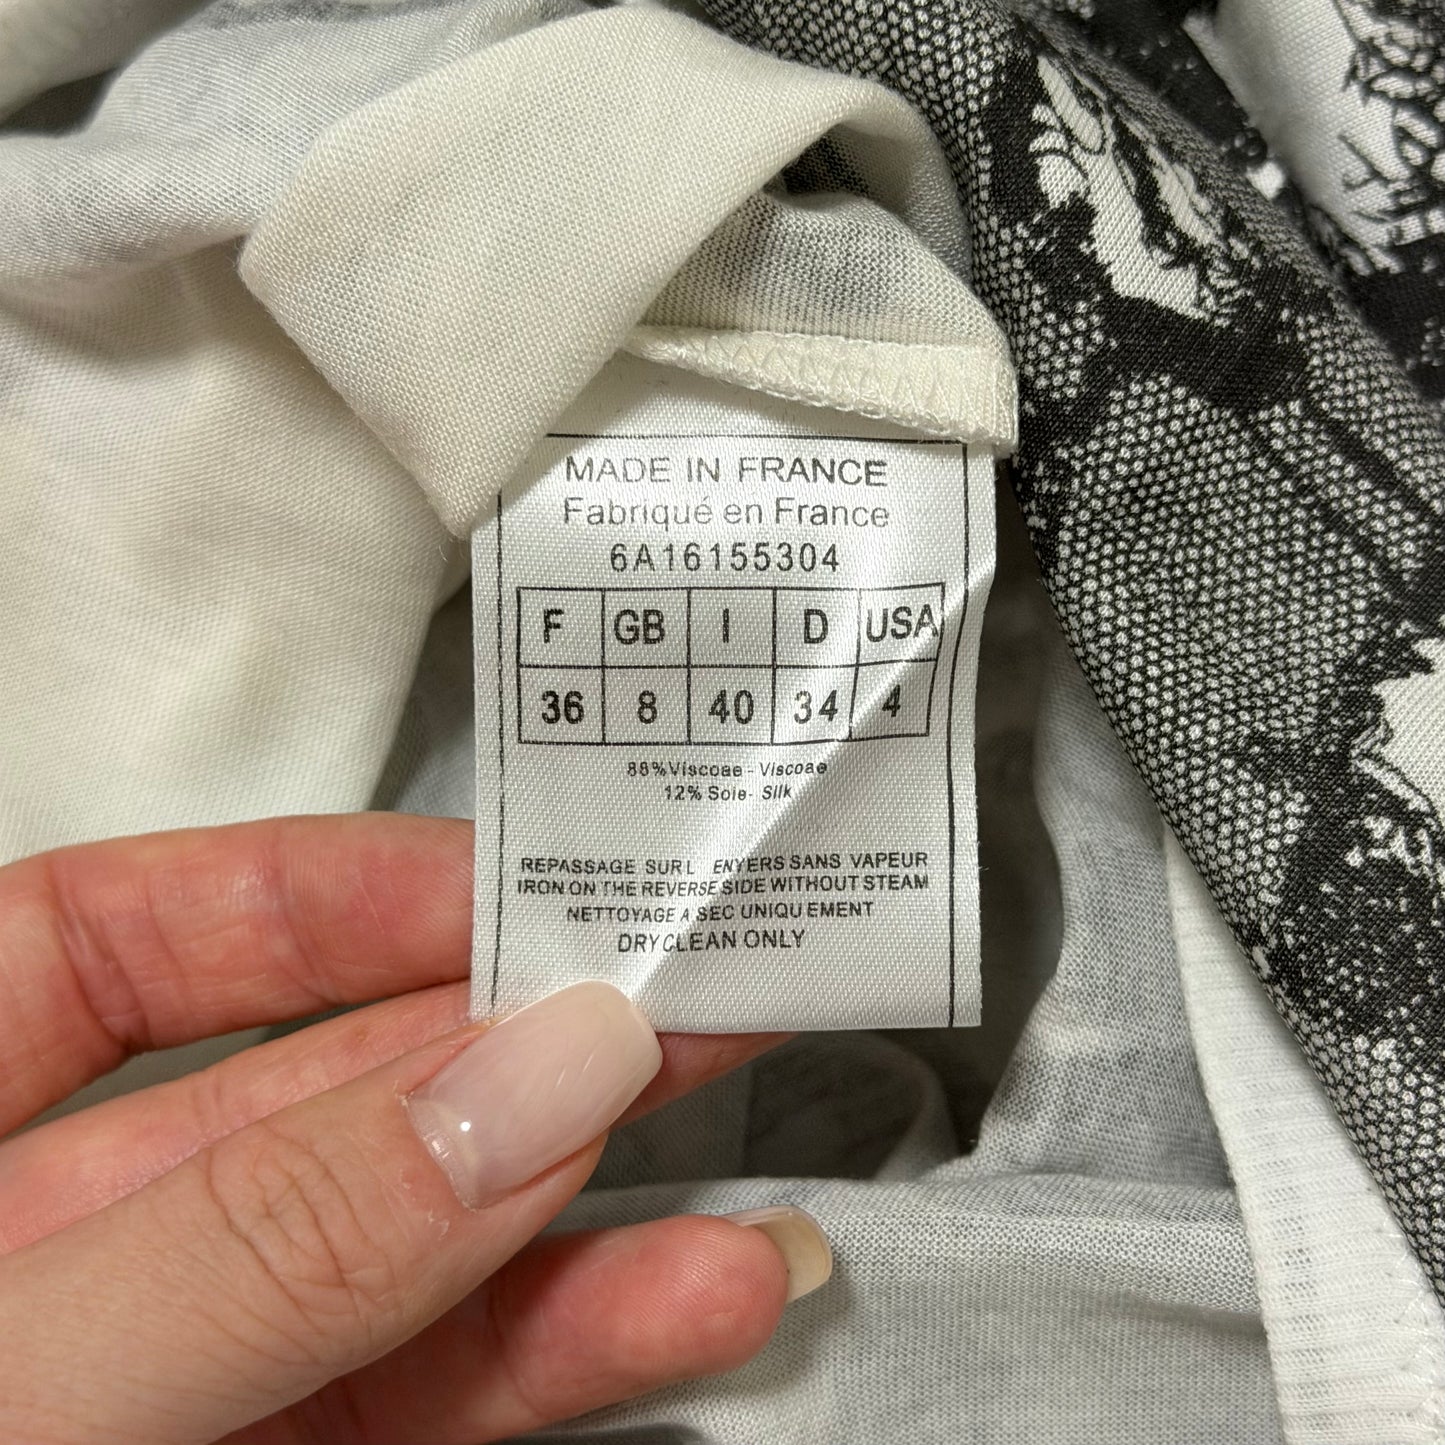 MADE IN FRANCE
Fabriqué en France
6A16155304
F GB I D USA
36 8 40 34 4
88%Viscoae - Viscoae
12% Soie- Silk
REPASSAGE SUR L ENVERS SANS VAPEUR
IRON ON THE REVERSE SIDE WITHOUT STEAM
NETTOYAGE A SEC UNIQUEMENT
DRY CLEAN ONLY